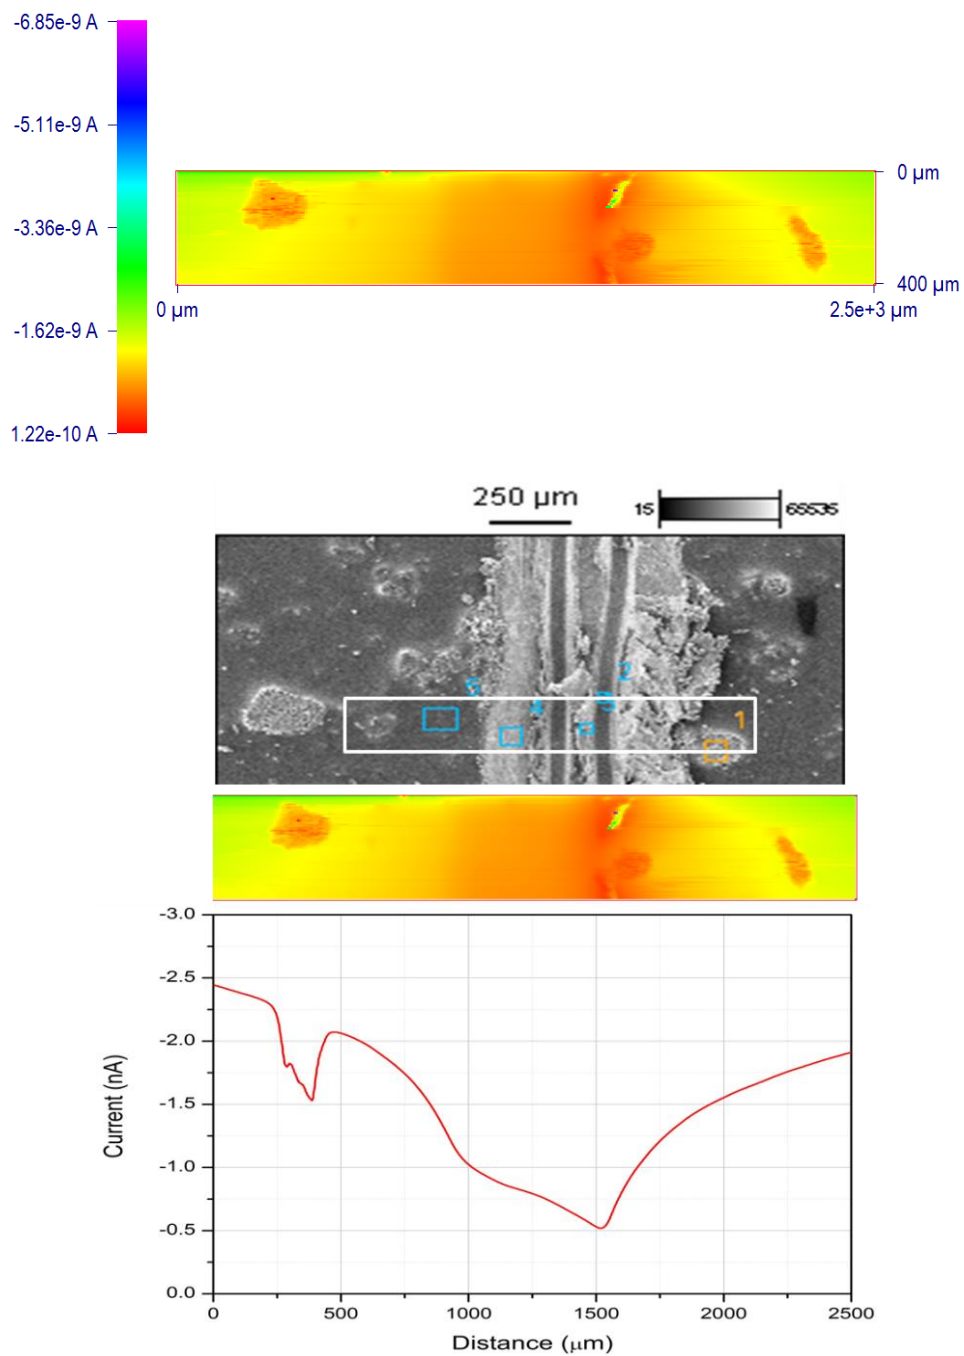 -6.85e-9 A
-5.11e-9 A
-3.36e-9 A
-1.62e-9 A
1.22e-10 A
0 µm
400 µm
0 µm
2.5e+3 µm
250 µm
15
65535
2
5
4
3
1
-3.0
-2.5
-2.0
-1.5
-1.0
-0.5
0.0
Current (nA)
0
500
1000
1500
2000
2500
Distance (µm)